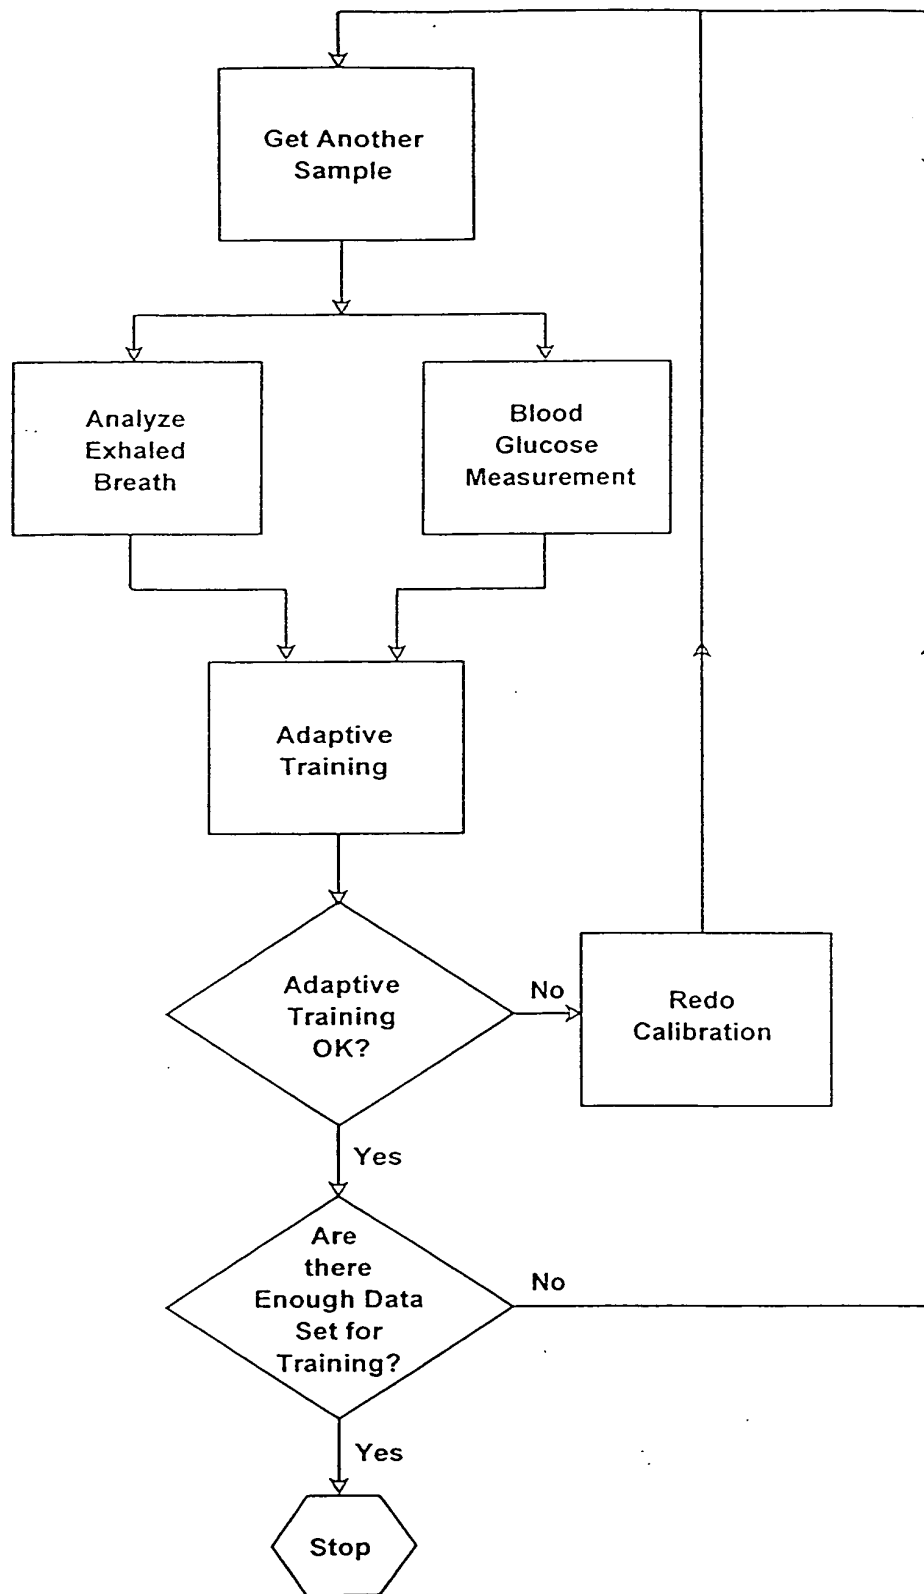 Get Another
Sample
Analyze
Exhaled
Breath
Blood
Glucose
Measurement
Adaptive
Training
Adaptive
Training
OK?
No
Redo
Calibration
Yes
Are
there
Enough Data
Set for
Training?
No
Yes
Stop